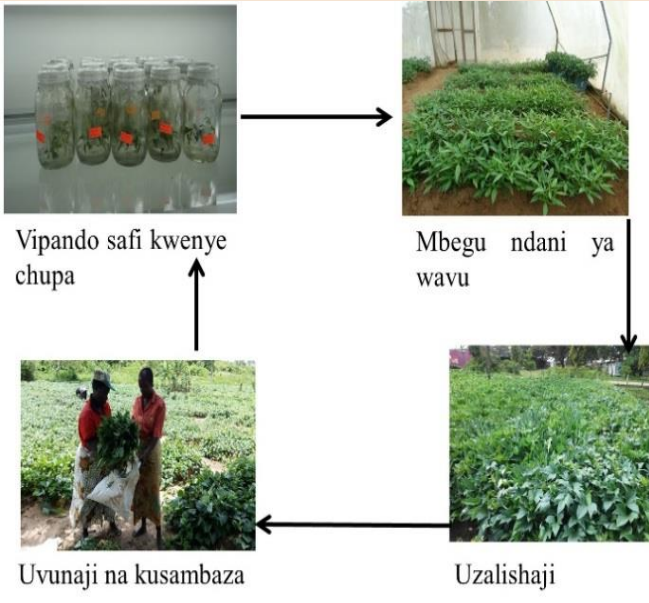 Vipando safi kwenye
chupa
Mbegu ndani ya
wavu
Uvunaji na kusambaza
Uzalishaji